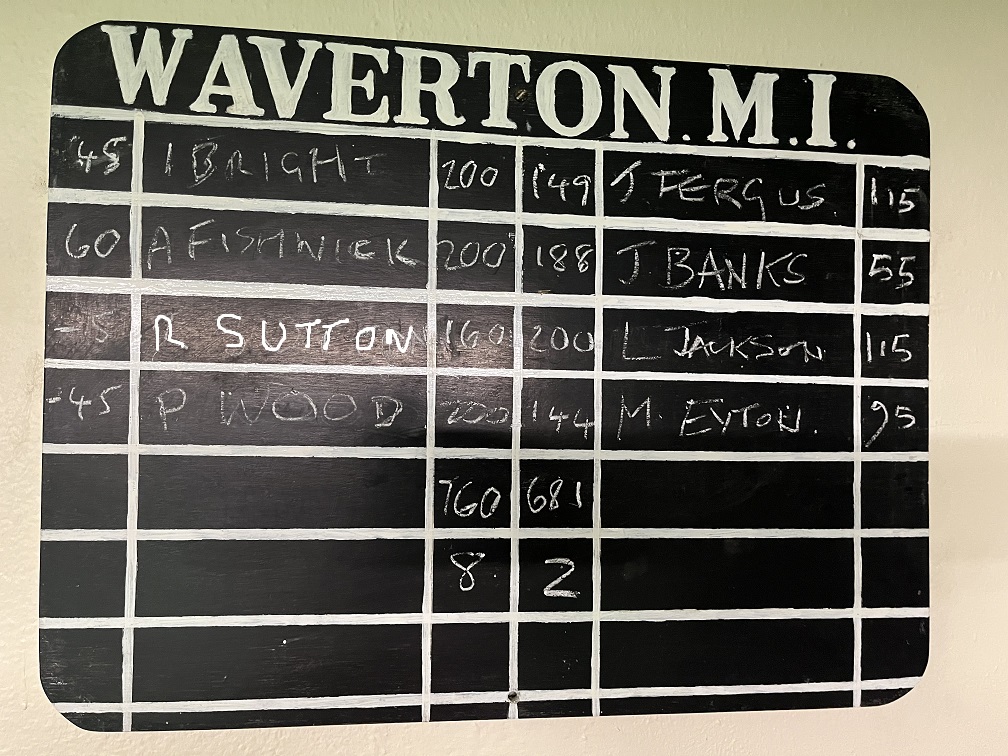 WAVERTON. M.I.
-45 I BRIGHT 200 149 J FERGUS 115
60 A FISHWICK 200 188 J BANKS 55
-5 R SUTTON 160 200 L JACKSON 115
-45 P WOOD 200 144 M. EYTON. 95
760 681
8 2